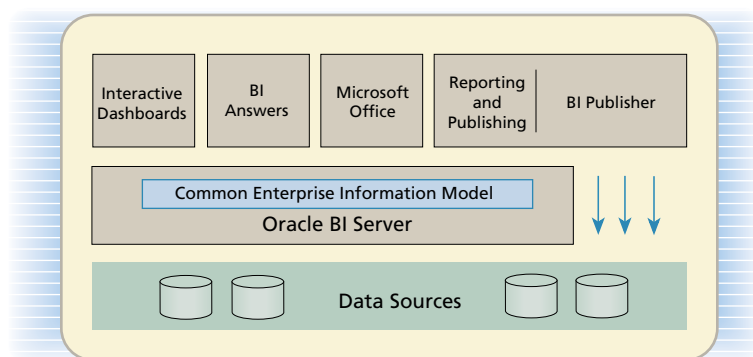 Interactive
Dashboards
BI
Answers
Microsoft
Office
Reporting
and
Publishing
BI Publisher
Common Enterprise Information Model
Oracle BI Server
Data Sources